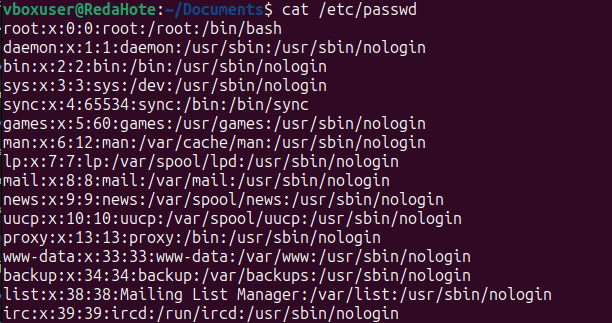 vboxuser@RedaHote:~/Documents$ cat /etc/passwd
root:x:0:0:root:/root:/bin/bash
daemon:x:1:1:daemon:/usr/sbin:/usr/sbin/nologin
bin:x:2:2:bin:/bin:/usr/sbin/nologin
sys:x:3:3:sys:/dev:/usr/sbin/nologin
sync:x:4:65534:sync:/bin:/bin/sync
games:x:5:60:games:/usr/games:/usr/sbin/nologin
man:x:6:12:man:/var/cache/man:/usr/sbin/nologin
lp:x:7:7:lp:/var/spool/lpd:/usr/sbin/nologin
mail:x:8:8:mail:/var/mail:/usr/sbin/nologin
news:x:9:9:news:/var/spool/news:/usr/sbin/nologin
uucp:x:10:10:uucp:/var/spool/uucp:/usr/sbin/nologin
proxy:x:13:13:proxy:/bin:/usr/sbin/nologin
www-data:x:33:33:www-data:/var/www:/usr/sbin/nologin
backup:x:34:34:backup:/var/backups:/usr/sbin/nologin
list:x:38:38:Mailing List Manager:/var/list:/usr/sbin/nologin
irc:x:39:39:ircd:/run/ircd:/usr/sbin/nologin